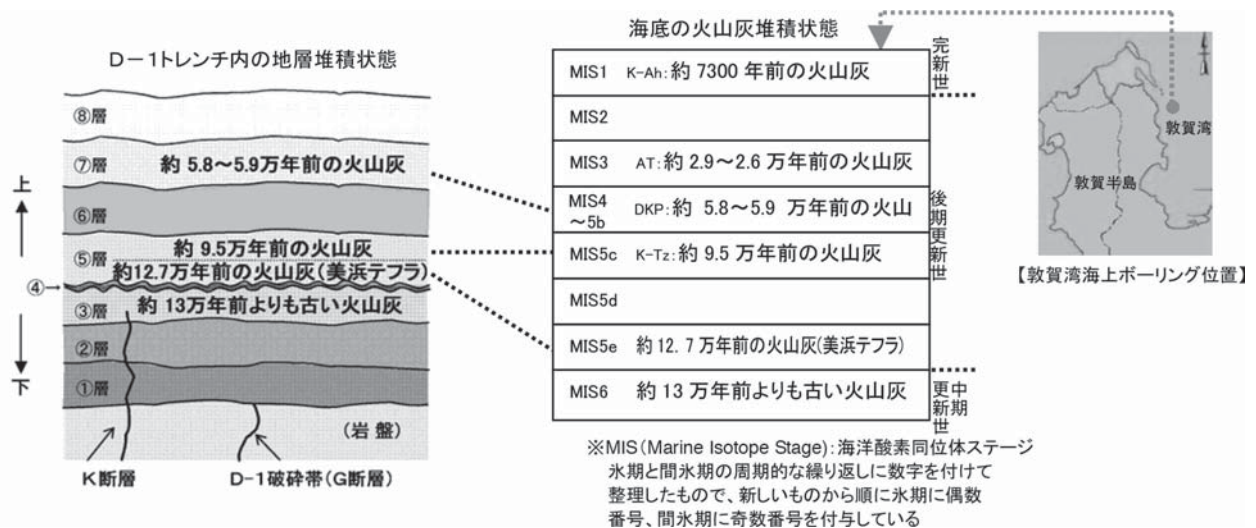 D－1トレンチ内の地層堆積状態
⑧層
⑦層
約 5.8～5.9万年前の火山灰
⑥層
⑤層
約 9.5万年前の火山灰
約12.7万年前の火山灰(美浜テフラ)
④→
③層
約 13万年前よりも古い火山灰
②層
①層
(岩 盤)
上
下
K断層
D-1破砕帯(G断層)
海底の火山灰堆積状態
MIS1 K-Ah：約 7300 年前の火山灰
MIS2
MIS3 AT：約 2.9～2.6 万年前の火山灰
MIS4
～5b
DKP：約 5.8～5.9 万年前の火山
MIS5c K-Tz：約 9.5 万年前の火山灰
MIS5d
MIS5e 約 12. 7 万年前の火山灰(美浜テフラ)
MIS6 約 13 万年前よりも古い火山灰
完新世
後期更新世
中期
更新世
※MIS（Marine Isotope Stage）：海洋酸素同位体ステージ
氷期と間氷期の周期的な繰り返しに数字を付けて
整理したもので、新しいものから順に氷期に偶数
番号、間氷期に奇数番号を付与している
敦賀湾
敦賀半島
【敦賀湾海上ボーリング位置】